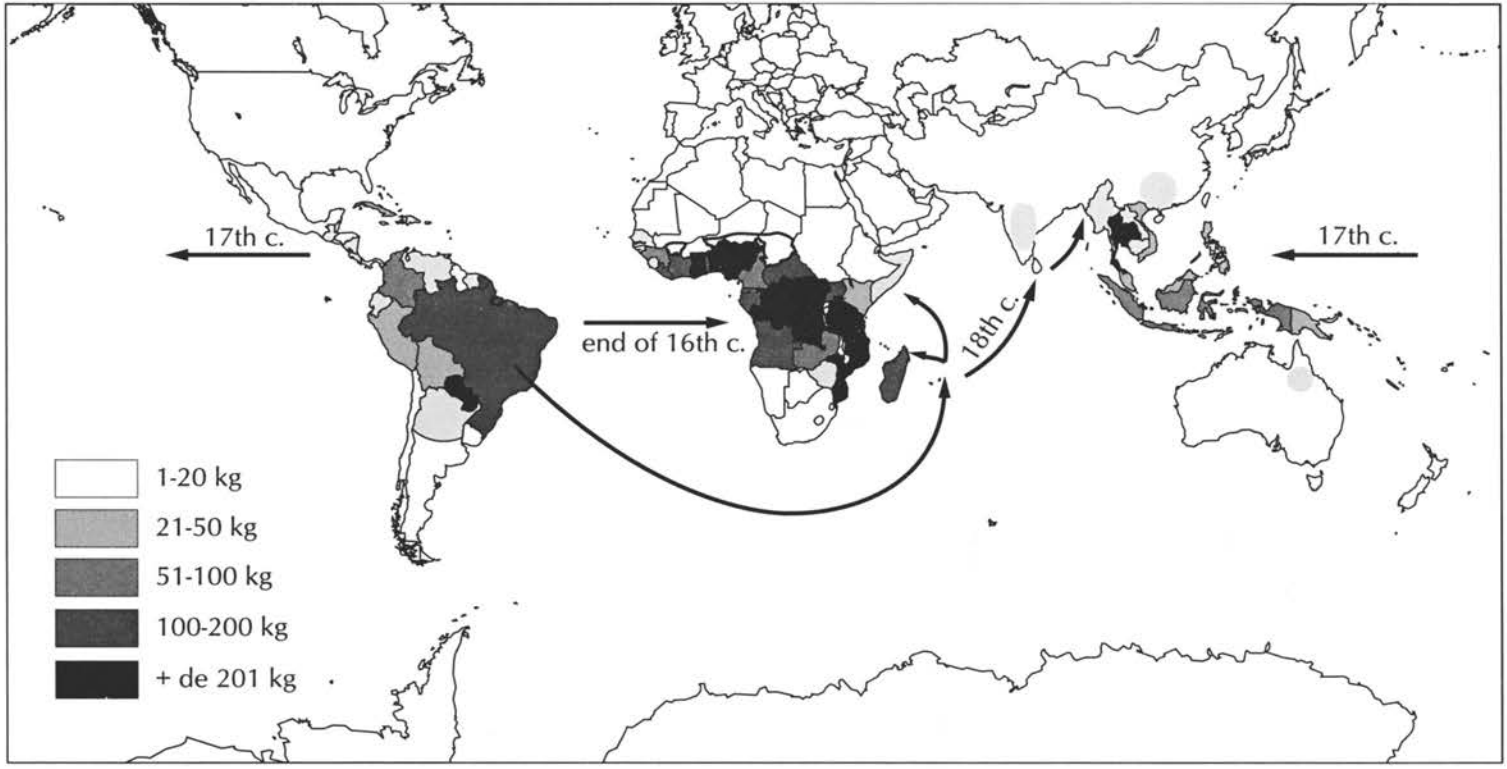 17th c.
17th c.
end of 16th c.
18th c.
1-20 kg
21-50 kg
51-100 kg
100-200 kg
+ de 201 kg